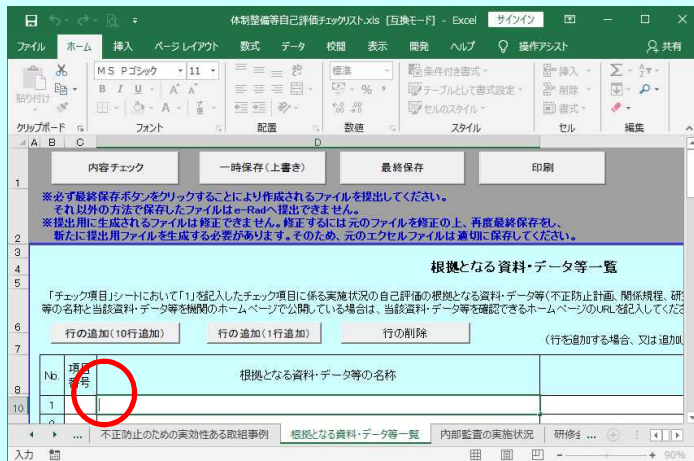 体制整備等自己評価チェックリスト.xls [互換モード] - Excel サインイン
ファイル ホーム 挿入 ページ レイアウト 数式 データ 校閲 表示 開発 ヘルプ 操作アシスト 共有
貼り付け
ＭＳ Ｐゴシック 11
B I U A A
標準
% ,
条件付き書式
テーブルとして書式設定
セルのスタイル
挿入
削除
書式
クリップボード フォント 配置 数値 スタイル セル 編集
A B C D
1 内容チェック 一時保存(上書き) 最終保存 印刷
※必ず最終保存ボタンをクリックすることにより作成されるファイルを提出してください。
それ以外の方法で保存したファイルはe-Radへ提出できません。
※提出用に生成されるファイルは修正できません。修正するには元のファイルを修正の上、再度最終保存をし、
2 新たに提出用ファイルを生成する必要があります。そのため、元のエクセルファイルは適切に保存してください。
3
4 根拠となる資料・データ等一覧
5
「チェック項目」シートにおいて「1」を記入したチェック項目に係る実施状況の自己評価の根拠となる資料・データ等(不正防止計画、関係規程、研
等の名称と当該資料・データ等を機関のホームページで公開している場合は、当該資料・データ等を確認できるホームページのURLを記入してくださ
6 行の追加(10行追加) 行の追加(1行追加) 行の削除
7 (行を追加する場合、又は追加
8 No. 項目番号 根拠となる資料・データ等の名称
10 1
... 不正防止のための実効性ある取組事例 根拠となる資料・データ等一覧 内部監査の実施状況 研修 ...
入力 90%